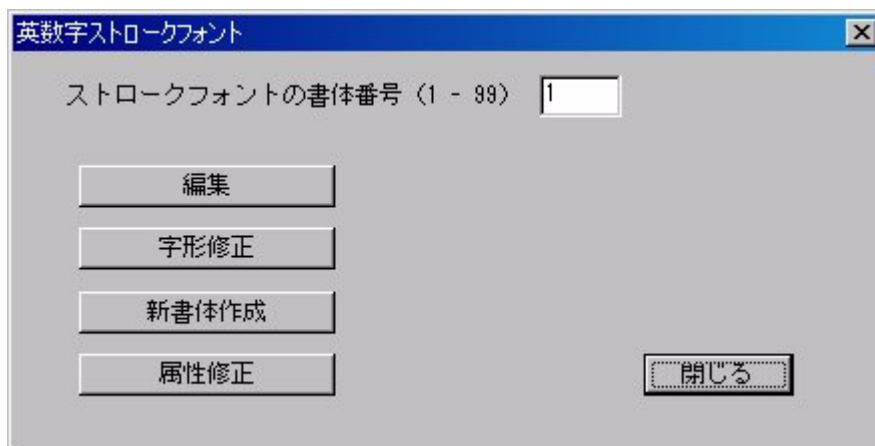 英数字ストロークフォント
ストロークフォントの書体番号 (1 - 99) 1
編集
字形修正
新書体作成
属性修正
閉じる